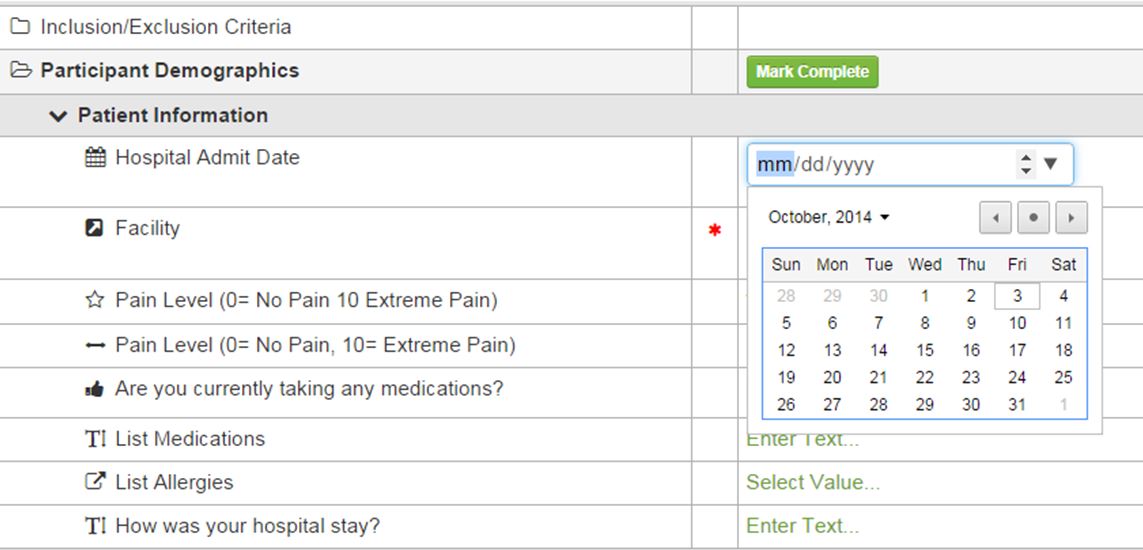 Inclusion/Exclusion Criteria
Participant Demographics
Mark Complete
Patient Information
Hospital Admit Date
mm/dd/yyyy
October, 2014
Sun Mon Tue Wed Thu Fri Sat
28 29 30 1 2 3 4
5 6 7 8 9 10 11
12 13 14 15 16 17 18
19 20 21 22 23 24 25
26 27 28 29 30 31 1
Facility
*
Pain Level (0= No Pain 10 Extreme Pain)
Pain Level (0= No Pain, 10= Extreme Pain)
Are you currently taking any medications?
List Medications
Enter Text...
List Allergies
Select Value...
How was your hospital stay?
Enter Text...